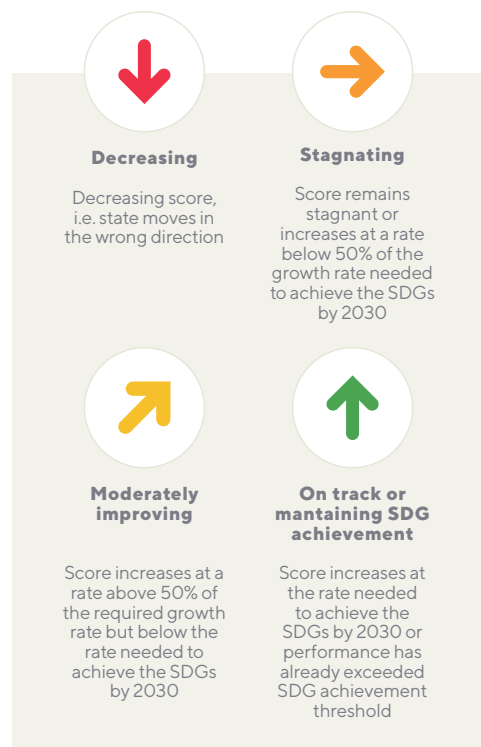 Decreasing
Decreasing score,
i.e. state moves in
the wrong direction
Stagnating
Score remains
stagnant or
increases at a rate
below 50% of the
growth rate needed
to achieve the SDGs
by 2030
Moderately
improving
Score increases at a
rate above 50% of
the required growth
rate but below the
rate needed to
achieve the SDGs
by 2030
On track or
mantaining SDG
achievement
Score increases at
the rate needed
to achieve the
SDGs by 2030 or
performance has
already exceeded
SDG achievement
threshold